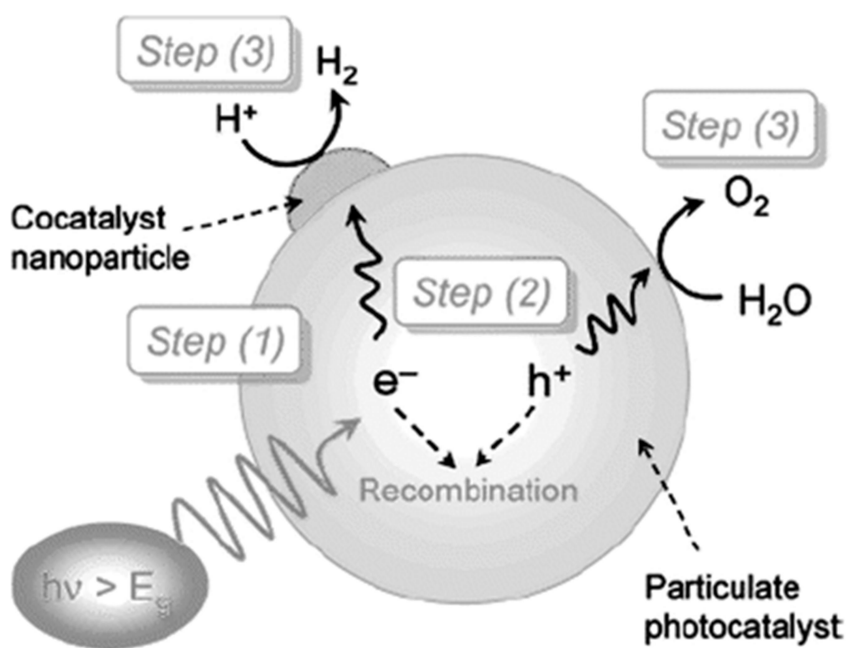 Step (3)
H₂
H⁺
Step (3)
O₂
Cocatalyst
nanoparticle
Step (2)
H₂O
Step (1)
e⁻
h⁺
Recombination
hν > Eg
Particulate
photocatalyst